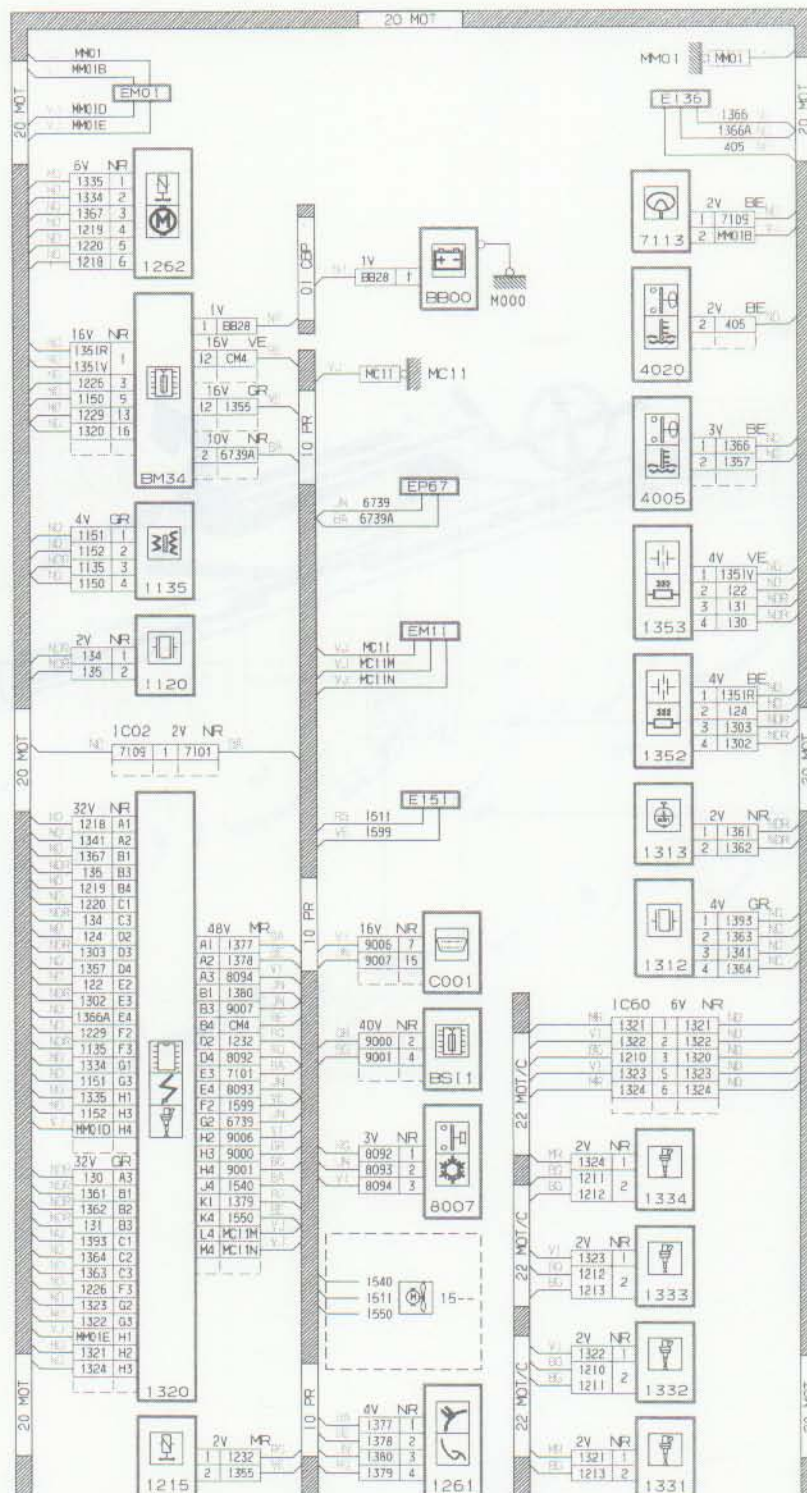 20 MOT
MM01
MM01B
EM01
MM01D
MM01E
20 MOT
MM01
MM01
E136
1366
1366A
405
20 MOT
6V NR
1335 1
1334 2
1367 3
1219 4
1220 5
1218 6
1262
01 CBP
1V
BB28 1
BB00
M000
2V BE
1 7109
2 MM01B
7113
16V NR
1351R
1351V
1
1226 3
1150 9
1229 13
1320 16
BM34
1V
1 BB28
16V VE
12 CM4
16V GR
12 1355
10V NR
2 6739A
10 PR
MC11
MC11
2V BE
2 405
4020
3V BE
1 1366
2 1357
4005
EP67
6739
6739A
4V GR
1151 1
1152 2
1135 3
1150 4
1135
4V VE
1 1351V
2 122
3 131
4 130
1353
2V NR
134 1
135 2
1120
EM11
MC11
MC11M
MC11N
4V BE
1 1351R
2 124
3 1303
4 1302
1352
1C02 2V NR
7109 1 7101
20 MOT
20 MOT
E151
1511
1599
2V NR
1 1361
2 1362
1313
4V GR
1 1393
2 1363
3 1341
4 1364
1312
32V NR
1218 A1
1341 A2
1367 B1
135 B3
1219 B4
1220 C1
134 C3
124 D2
1303 D3
1357 D4
122 E2
1302 E3
1366A E4
1229 F2
1135 F3
1334 G1
1151 G3
1335 H1
1152 H3
MM01D H4
32V GR
130 A3
1361 B1
1362 B2
131 B3
1393 C1
1364 C2
1363 C3
1226 F3
1323 G2
1322 G3
MM01E H1
1321 H2
1324 H3
1320
48V MR
A1 1377
A2 1378
A3 8094
B1 1380
B3 9007
B4 CM4
D2 1232
D4 8092
E3 7101
E4 8093
F2 1599
G2 6739
H2 9006
H3 9000
H4 9001
J4 1540
K1 1379
K4 1550
L4 MC11M
M4 MC11N
10 PR
16V NR
9006 7
9007 15
C001
40V NR
9000 2
9001 4
BSI1
3V NR
8092 1
8093 2
8094 3
8007
1540
1511
1550
15--
1C60 6V NR
1321 1 1321
1322 2 1322
1210 3 1320
1323 5 1323
1324 6 1324
22 MOT/C
2V NR
1324 1
1211
1212
2
1334
22 MOT/C
2V NR
1323 1
1212
1213
2
1333
22 MOT/C
2V NR
1322 1
1210
1211
2
1332
20 MOT
2V MR
1 1232
2 1355
1215
10 PR
4V NR
1377 1
1378 2
1380 3
1379 4
1261
2V NR
1321 1
1213 2
1331